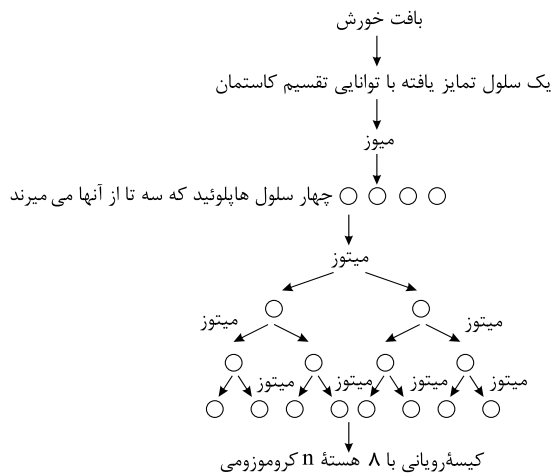 بافت خورش
یک سلول تمایز یافته با توانایی تقسیم کاستمان
میوز
چهار سلول هاپلوئید که سه تا از آنها می میرند
میتوز
میتوز میتوز
میتوز میتوز میتوز میتوز
کیسهٔ رویانی با ۸ هستهٔ n کروموزومی